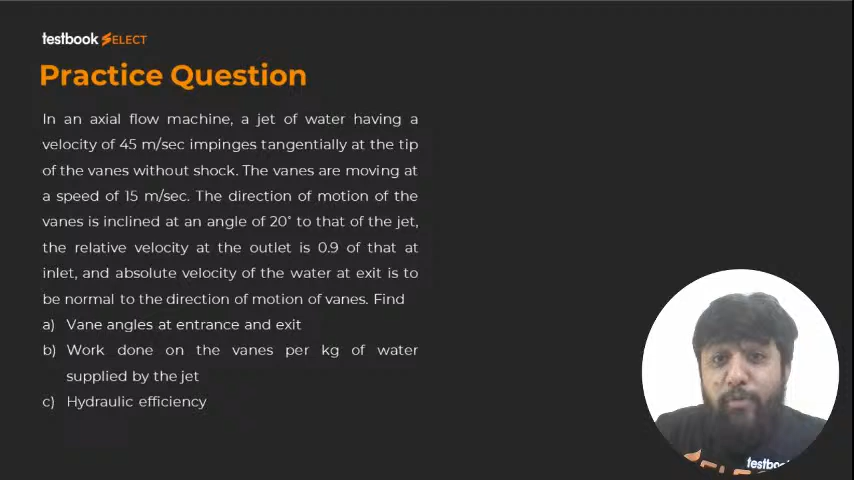 testbook SELECT
Practice Question
In an axial flow machine, a jet of water having a
velocity of 45 m/sec impinges tangentially at the tip
of the vanes without shock. The vanes are moving at
a speed of 15 m/sec. The direction of motion of the
vanes is inclined at an angle of 20° to that of the jet,
the relative velocity at the outlet is 0.9 of that at
inlet, and absolute velocity of the water at exit is to
be normal to the direction of motion of vanes. Find
a) Vane angles at entrance and exit
b) Work done on the vanes per kg of water
supplied by the jet
c) Hydraulic efficiency